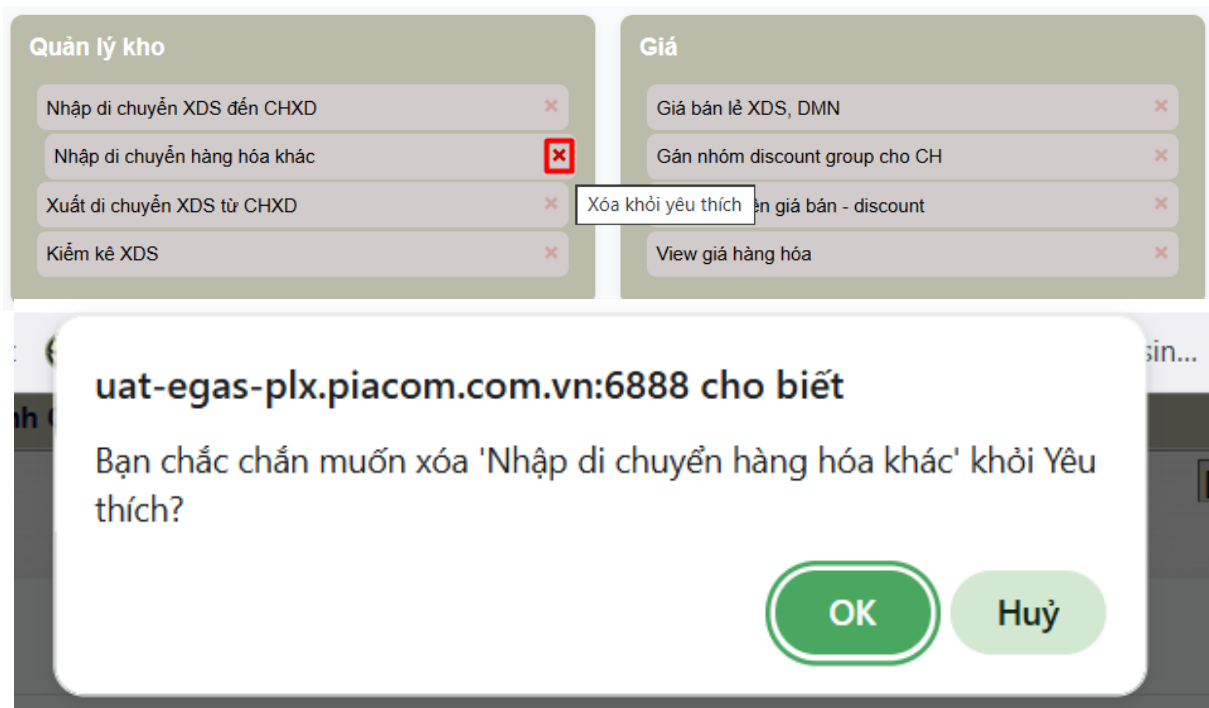 Quản lý kho
Nhập di chuyển XDS đến CHXD
Nhập di chuyển hàng hóa khác
Xuất di chuyển XDS từ CHXD
Kiểm kê XDS
Giá
Giá bán lẻ XDS, DMN
Gán nhóm discount group cho CH
Xóa khỏi yêu thích
giá bán - discount
View giá hàng hóa
sin...
uat-egas-plx.piacom.com.vn:6888 cho biết
Bạn chắc chắn muốn xóa 'Nhập di chuyển hàng hóa khác' khỏi Yêu
thích?
OK
Huỷ